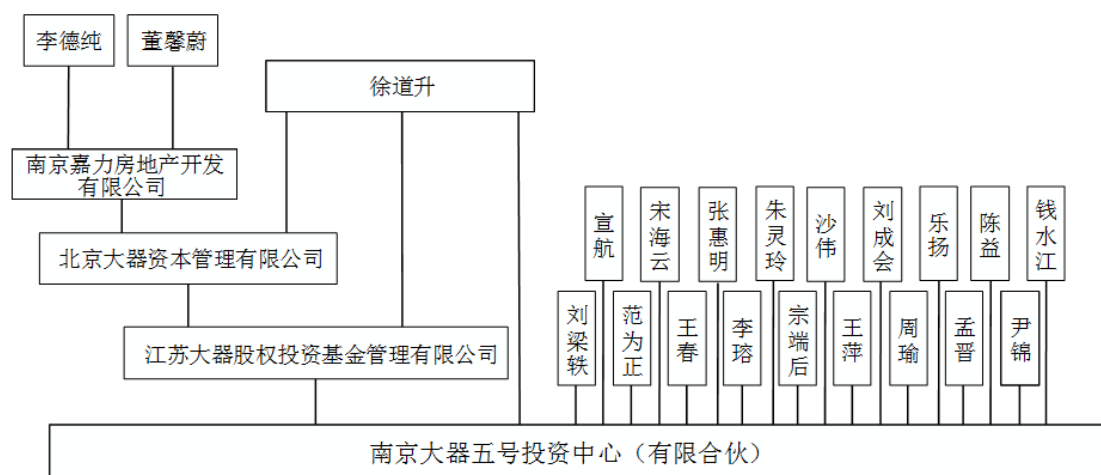 李德纯
董馨蔚
徐道升
南京嘉力房地产开发
有限公司
北京大器资本管理有限公司
江苏大器股权投资基金管理有限公司
宣航
宋海云
张惠明
朱灵玲
沙伟
刘成会
乐扬
陈益
钱水江
刘梁轶
范为正
王春
李瑢
宗端后
王萍
周瑜
孟晋
尹锦
南京大器五号投资中心（有限合伙）